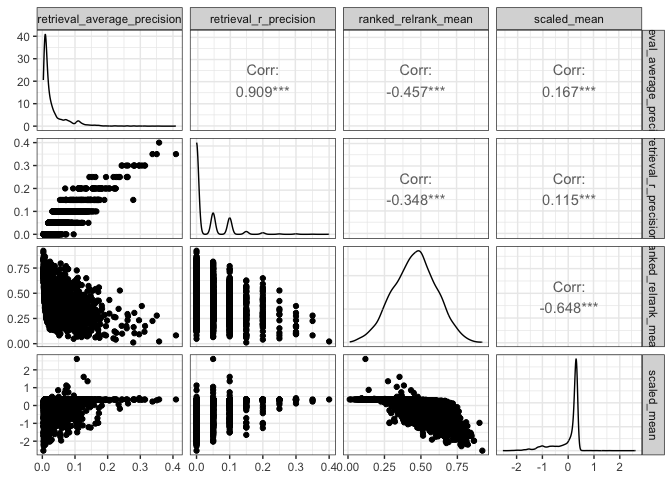 retrieval_average_precision
retrieval_r_precision
ranked_relrank_mean
scaled_mean
40
30
20
10
0
Corr:
0.909***
Corr:
-0.457***
Corr:
0.167***
eval_average_preci
0.4
0.3
0.2
0.1
0.0
Corr:
-0.348***
Corr:
0.115***
retrieval_r_precision
0.75
0.50
0.25
0.00
Corr:
-0.648***
anked_relrank_mea
2
1
0
-1
-2
scaled_mean
0.0 0.1 0.2 0.3 0.4
0.0 0.1 0.2 0.3 0.4
0.00 0.25 0.50 0.75
-2 -1 0 1 2